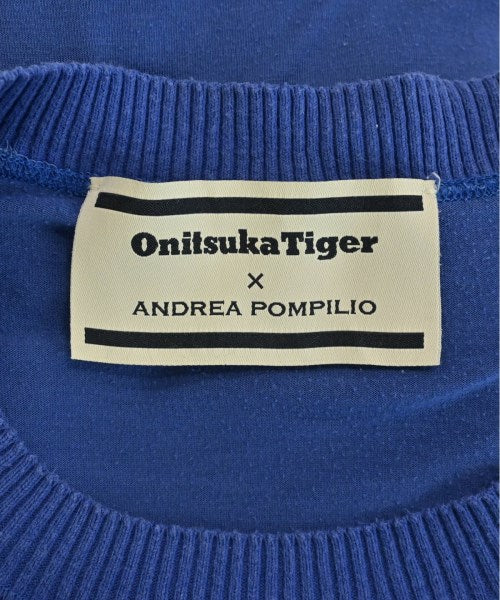 OnitsukaTiger
×
ANDREA POMPILIO